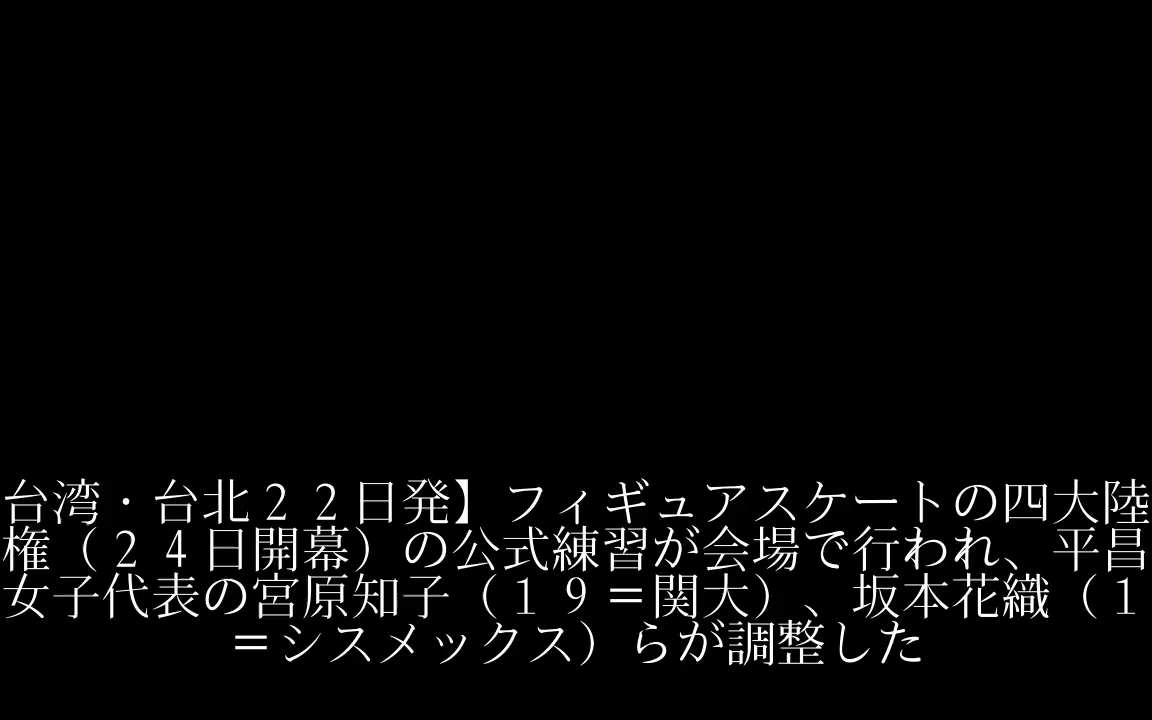 台湾・台北２２日発】フィギュアスケートの四大陸
権（２４日開幕）の公式練習が会場で行われ、平昌
女子代表の宮原知子（１９＝関大）、坂本花織（１
＝シスメックス）らが調整した